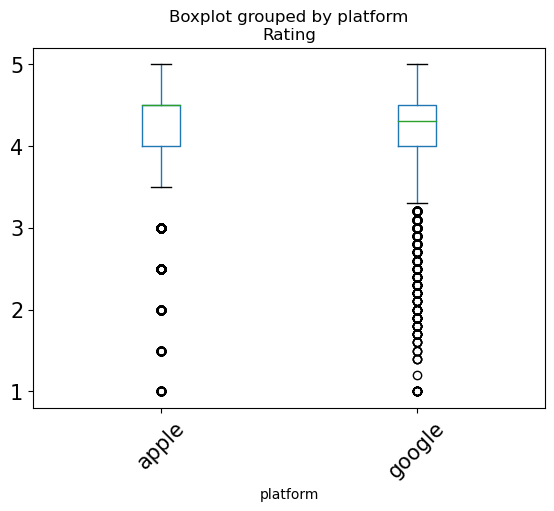 Boxplot grouped by platform
Rating
5
4
3
2
1
apple
google
platform